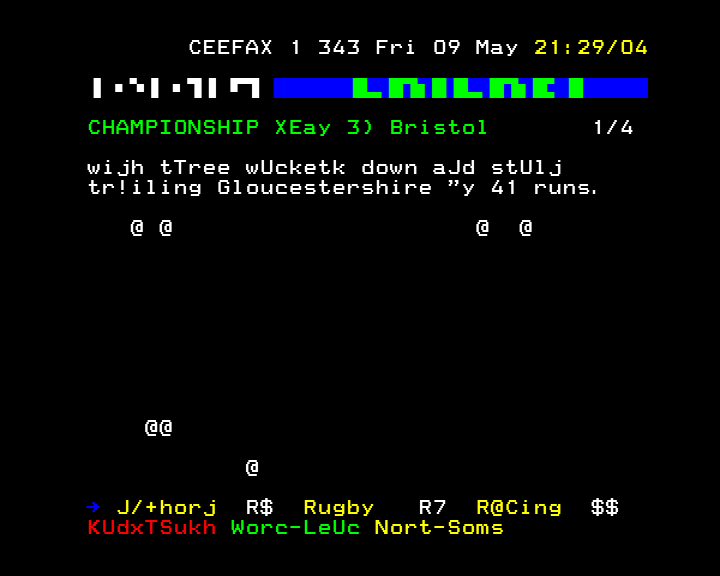 CEEFAX 1 343 Fri 09 May 21:29/04
CHAMPIONSHIP XEay 3) Bristol 1/4
wijh tTree wUcketk down aJd stUlj
tr!iling Gloucestershire ”y 41 runs.
@ @ @ @
@@
@
→ J/+horj R$ Rugby R7 R@Cing $$
KUdxTSukh Worc-LeUc Nort-Soms